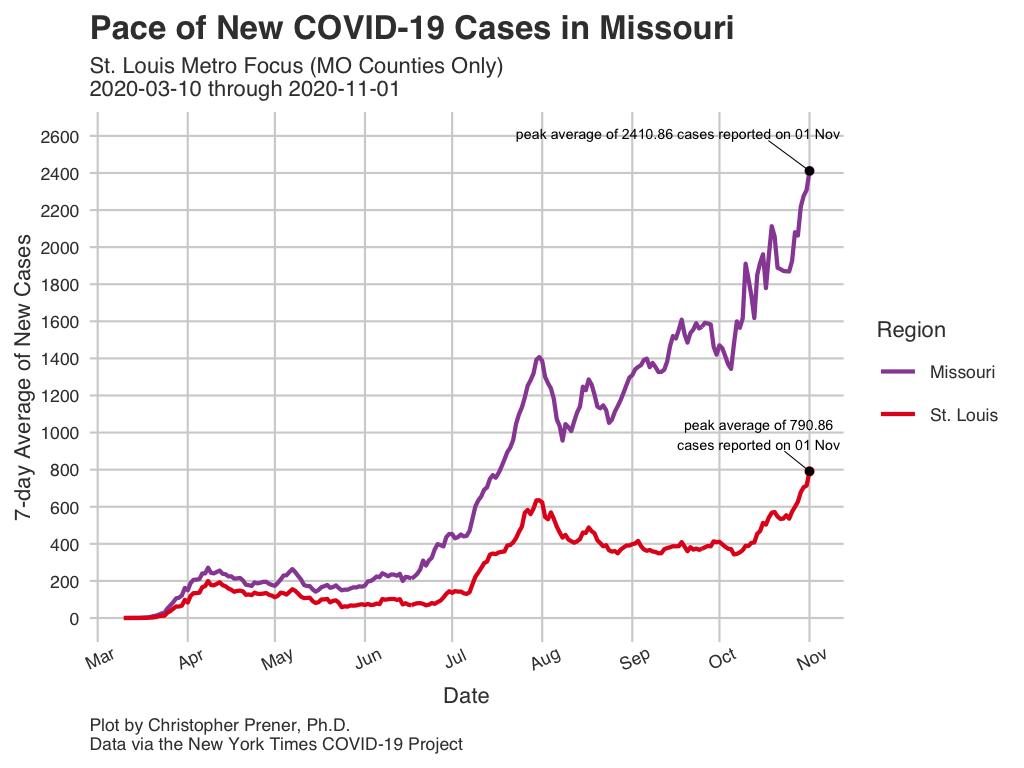 Pace of New COVID-19 Cases in Missouri
St. Louis Metro Focus (MO Counties Only)
2020-03-10 through 2020-11-01
peak average of 2410.86 cases reported on 01 Nov
2600
2400
2200
2000
1800
1600
1400
1200
1000
800
600
400
200
0
7-day Average of New Cases
peak average of 790.86
cases reported on 01 Nov
Region
Missouri
St. Louis
Mar
Apr
May
Jun
Jul
Aug
Sep
Oct
Nov
Date
Plot by Christopher Prener, Ph.D.
Data via the New York Times COVID-19 Project